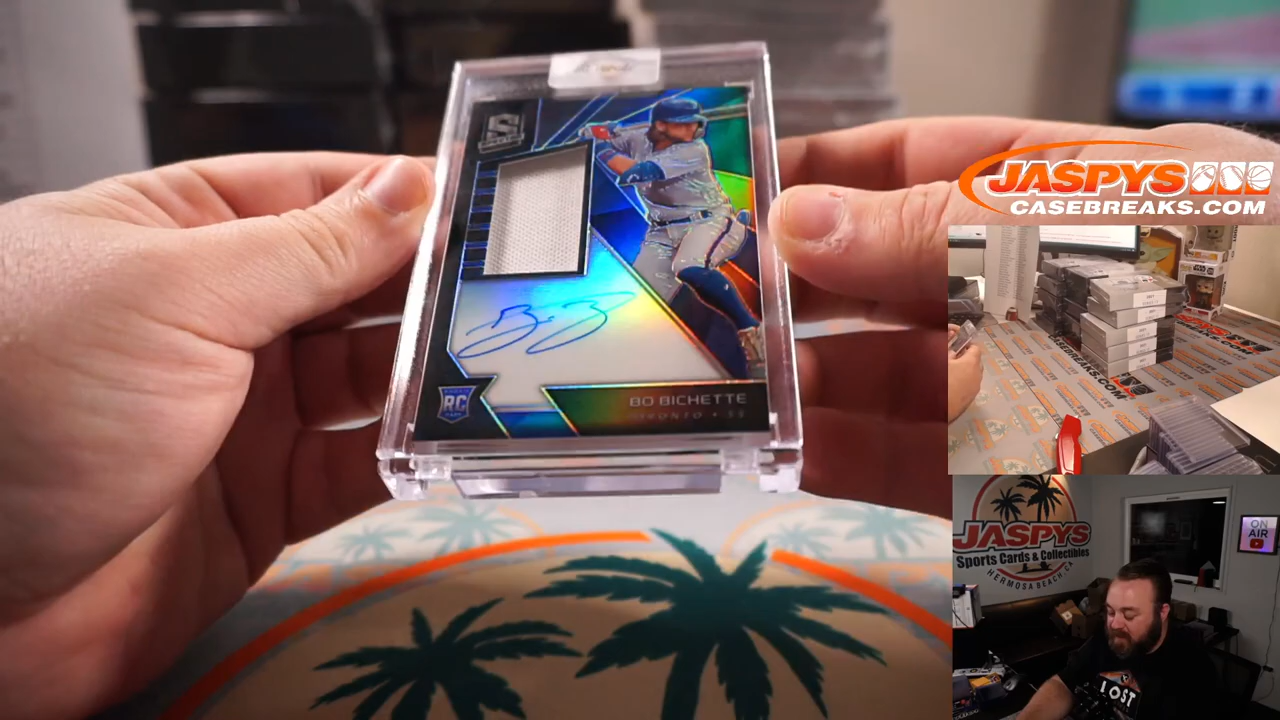 RC
BO BICHETTE
TORONTO • 11
JASPYS
CASEBREAKS.COM
ON
AIR
JASPYS
Sports Cards & Collectibles
HERMOSA BEACH, CA
LOST